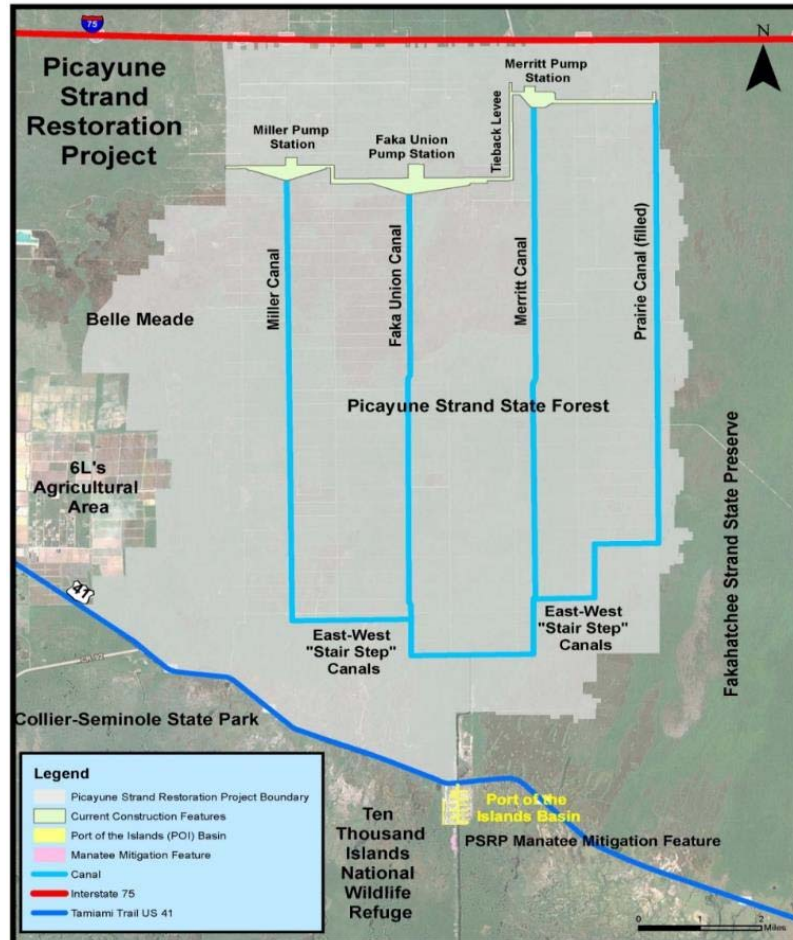 75
N
Picayune
Strand
Restoration
Project
Merritt Pump
Station
Miller Pump
Station
Faka Union
Pump Station
Tieback Levee
Miller Canal
Faka Union Canal
Merritt Canal
Prairie Canal (filled)
Belle Meade
Picayune Strand State Forest
6L's
Agricultural
Area
Fakahatchee Strand State Preserve
41
East-West
"Stair Step"
Canals
East-West
"Stair Step"
Canals
Collier-Seminole State Park
Legend
Picayune Strand Restoration Project Boundary
Current Construction Features
Port of the Islands (POI) Basin
Manatee Mitigation Feature
Canal
Interstate 75
Tamiami Trail US 41
Ten
Thousand
Islands
National
Wildlife
Refuge
Port of the
Islands Basin
PSRP Manatee Mitigation Feature
0 1 2
Miles